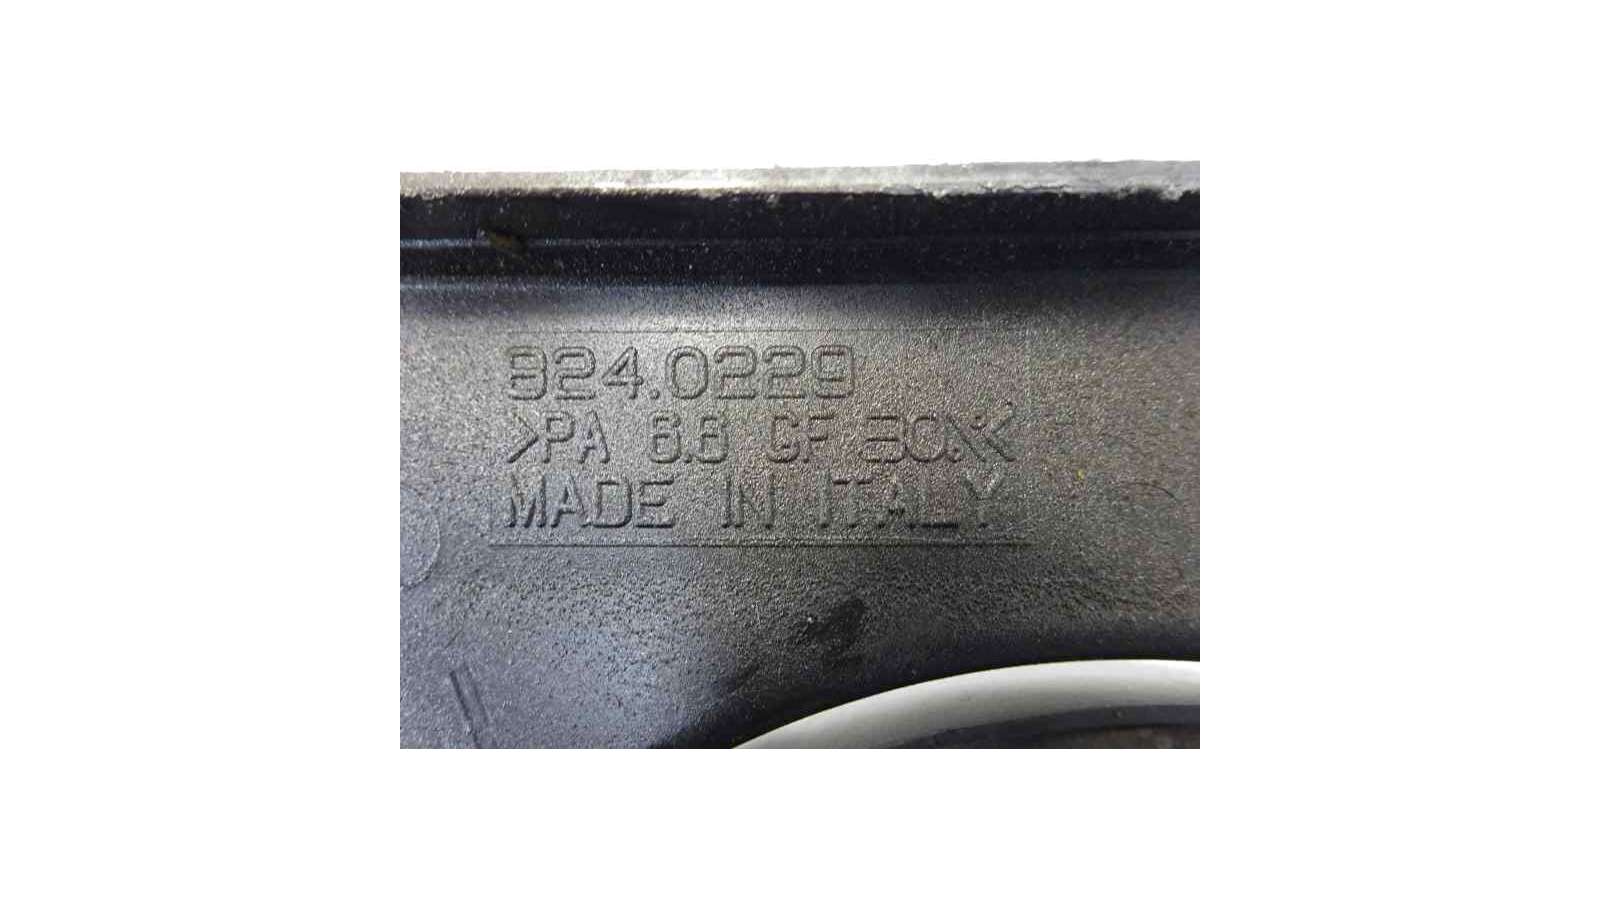 924.0229
>PA 6.6 GF 30%<
MADE IN ITALY